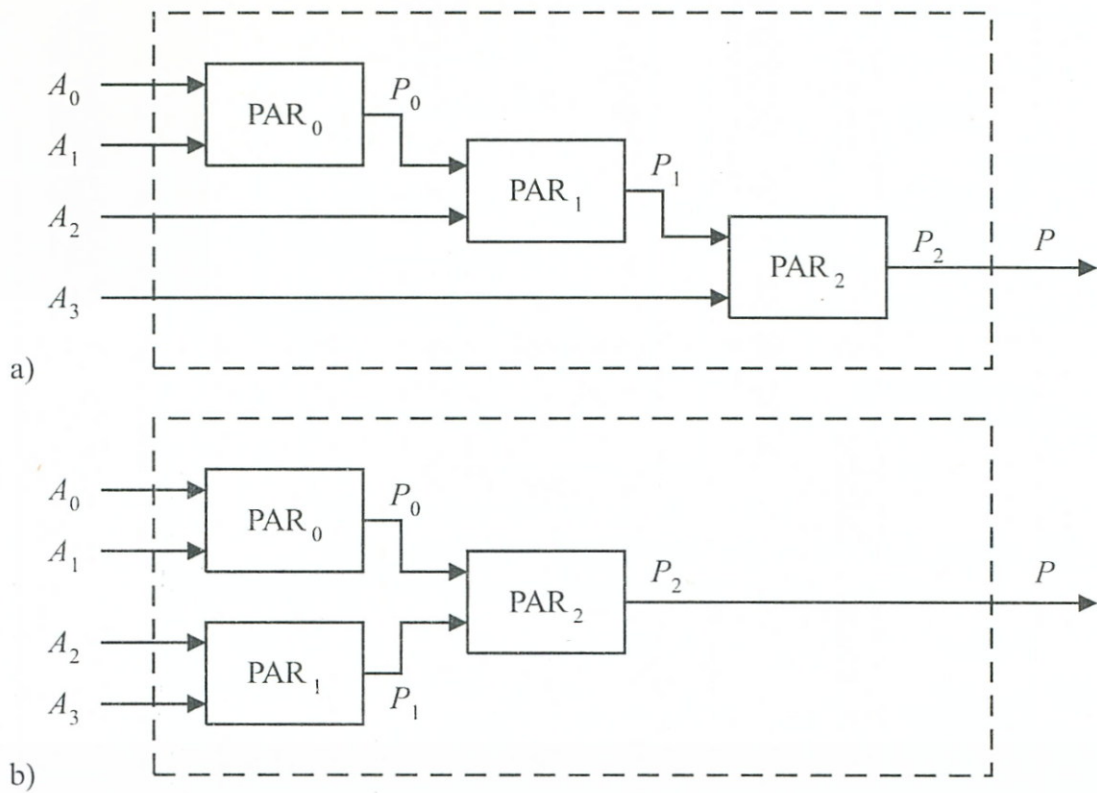 A₀
PAR₀
P₀
A₁
PAR₁
P₁
A₂
PAR₂
P₂
P
A₃
a)
A₀
PAR₀
P₀
A₁
PAR₂
P₂
P
A₂
PAR₁
A₃
P₁
b)